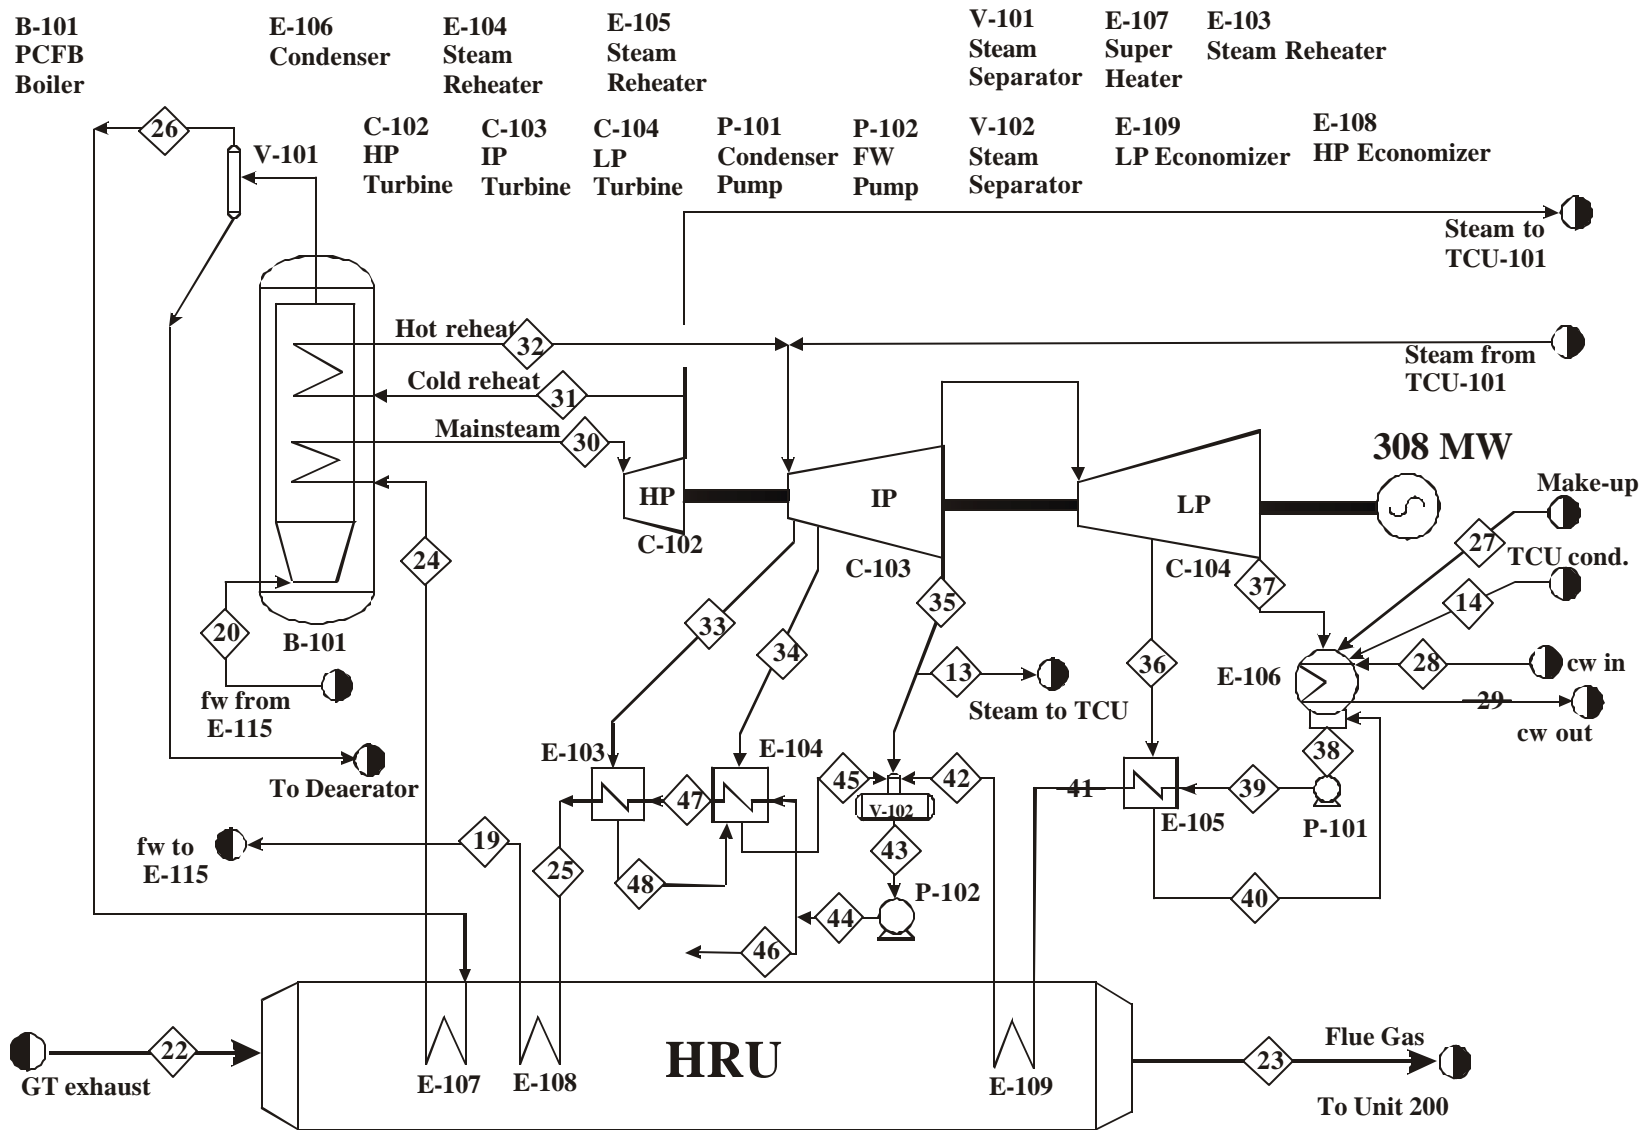 B-101
PCFB
Boiler
E-106
Condenser
E-104
Steam
Reheater
E-105
Steam
Reheater
V-101
Steam
Separator
E-107
Super
Heater
E-103
Steam Reheater
C-102
HP
Turbine
C-103
IP
Turbine
C-104
LP
Turbine
P-101
Condenser
Pump
P-102
FW
Pump
V-102
Steam
Separator
E-109
LP Economizer
E-108
HP Economizer
26
V-101
Steam to
TCU-101
Hot reheat
32
Steam from
TCU-101
Cold reheat
31
Mainsteam
30
308 MW
HP
IP
LP
Make-up
C-102
C-103
C-104
27
TCU cond.
24
37
14
35
20
33
34
36
B-101
28
cw in
13
E-106
29
fw from
E-115
Steam to TCU
cw out
E-103
E-104
38
To Deaerator
45
42
41
39
47
V-102
E-105
P-101
fw to
E-115
19
25
48
43
P-102
40
44
46
22
GT exhaust
E-107
E-108
HRU
E-109
23
Flue Gas
To Unit 200